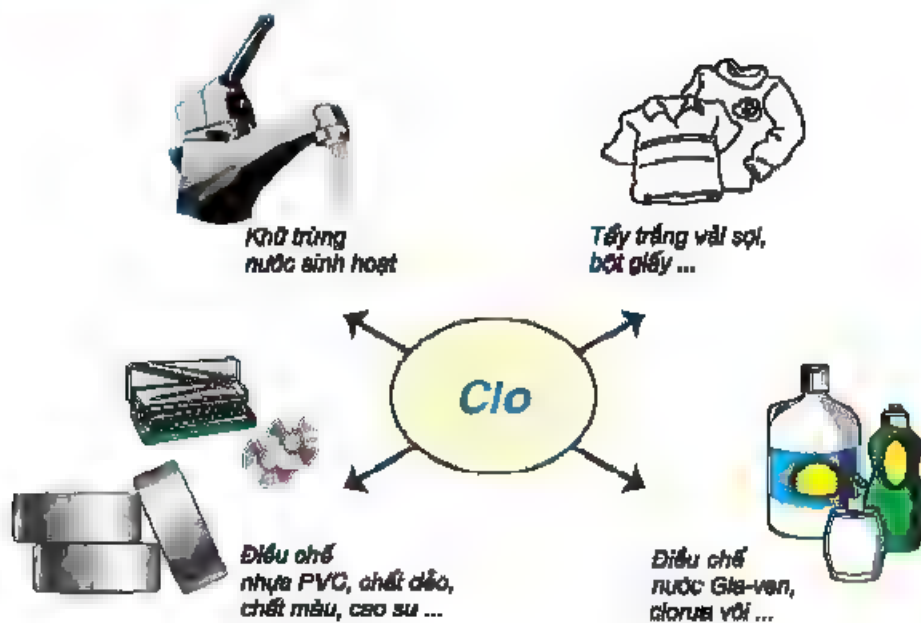 Khử trùng
nước sinh hoạt
Tẩy trắng vải sợi,
bột giấy ...
Clo
Điều chế
nhựa PVC, chất dẻo,
chất màu, cao su ...
Điều chế
nước Gia-ven,
clorua vôi ...